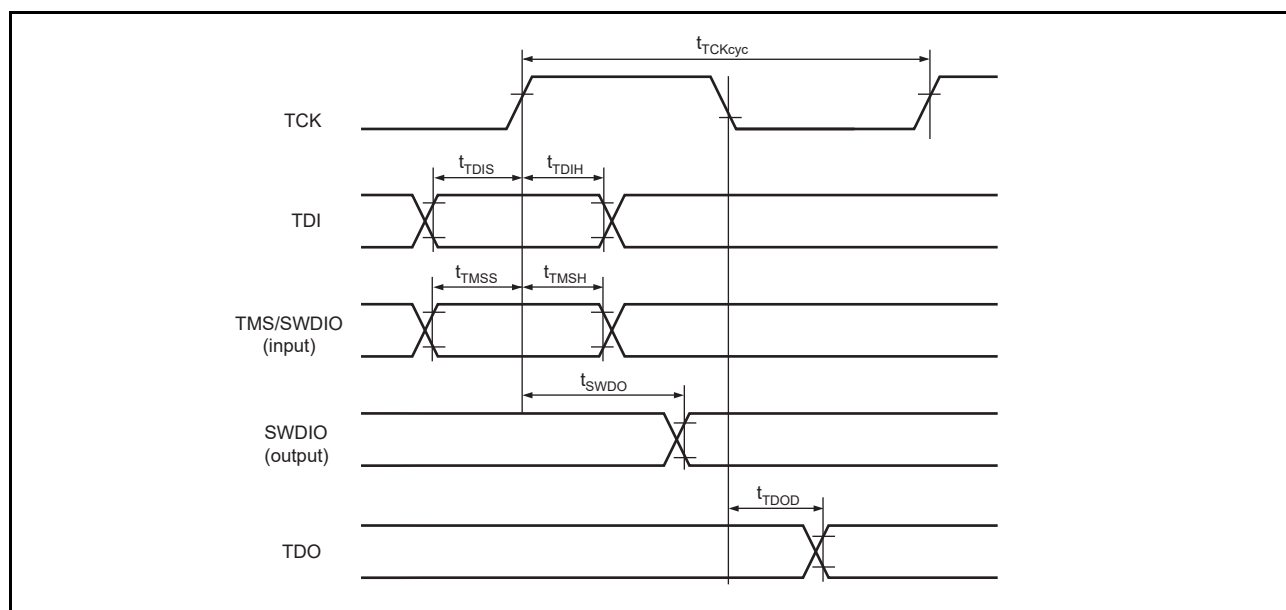 tTCKcyc
TCK
tTDIS
tTDIH
TDI
tTMSS
tTMSH
TMS/SWDIO
(input)
tSWDO
SWDIO
(output)
tTDOD
TDO